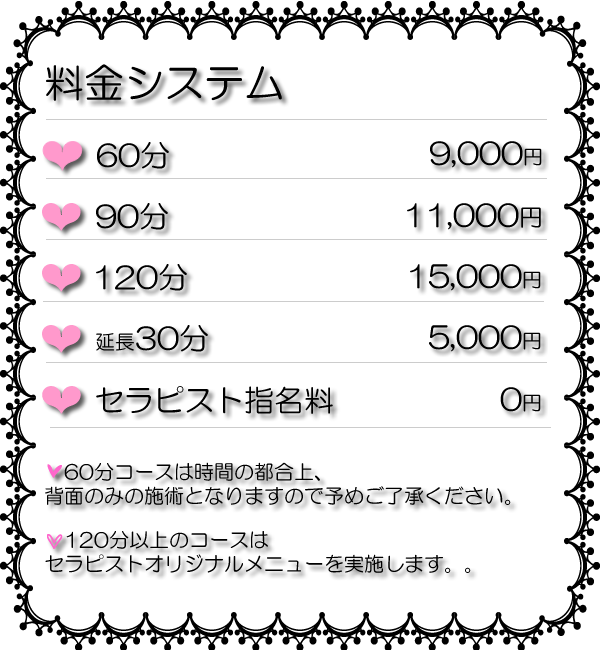 料金システム
60分 9,000円
90分 11,000円
120分 15,000円
延長30分 5,000円
セラピスト指名料 0円
60分コースは時間の都合上、
背面のみの施術となりますので予めご了承ください。
120分以上のコースは
セラピストオリジナルメニューを実施します。。